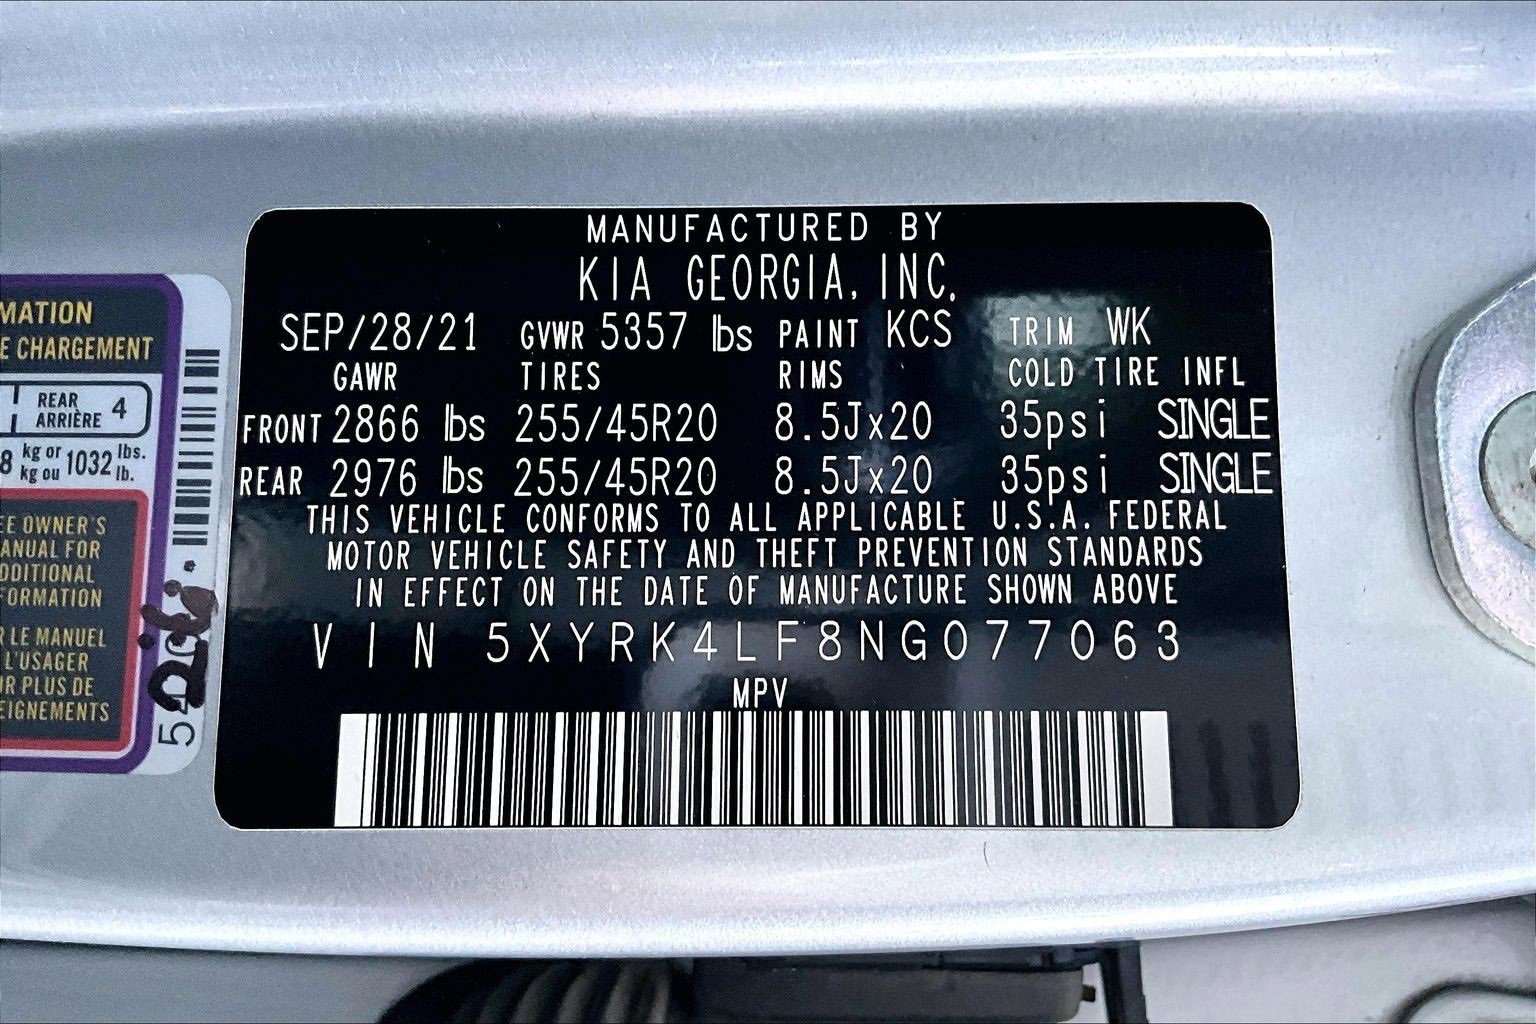 MANUFACTURED BY
KIA GEORGIA, INC.
SEP/28/21 GVWR 5357 lbs PAINT KCS TRIM WK
GAWR TIRES RIMS COLD TIRE INFL
FRONT 2866 lbs 255/45R20 8.5Jx20 35psi SINGLE
REAR 2976 lbs 255/45R20 8.5Jx20 35psi SINGLE
THIS VEHICLE CONFORMS TO ALL APPLICABLE U.S.A. FEDERAL
MOTOR VEHICLE SAFETY AND THEFT PREVENTION STANDARDS
IN EFFECT ON THE DATE OF MANUFACTURE SHOWN ABOVE
VIN 5XYRK4LF8NG077063
MPV
MATION
E CHARGEMENT
REAR
ARRIÈRE 4
8 kg or 1032 lbs.
kg ou lb.
EE OWNER'S
ANUAL FOR
DDITIONAL
FORMATION
R LE MANUEL
L'USAGER
R PLUS DE
EIGNEMENTS